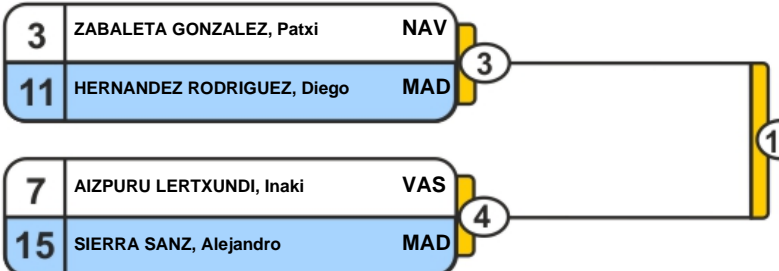 3 ZABALETA GONZALEZ, Patxi NAV
3
11 HERNANDEZ RODRIGUEZ, Diego MAD
7 AIZPURU LERTXUNDI, Inaki VAS
4
15 SIERRA SANZ, Alejandro MAD